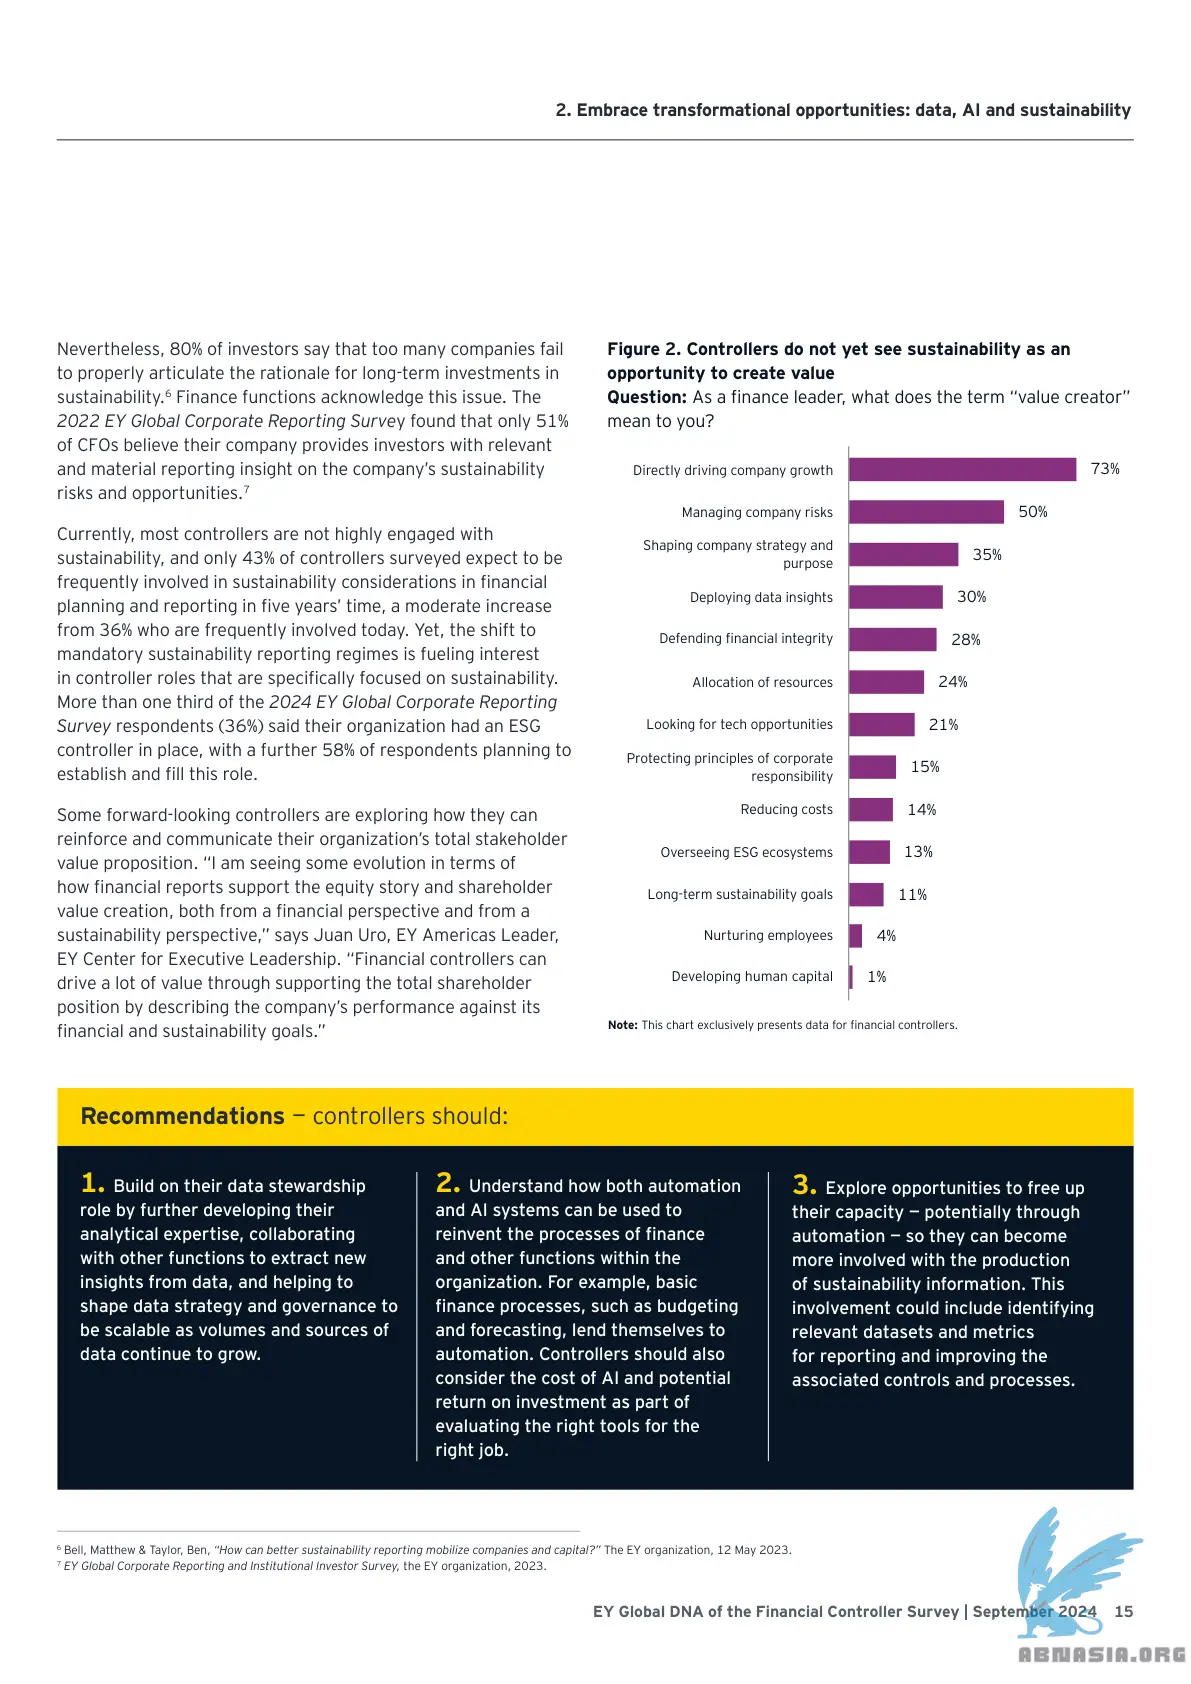 2. Embrace transformational opportunities: data, AI and sustainability
Nevertheless, 80% of investors say that too many companies fail
to properly articulate the rationale for long-term investments in
sustainability.⁶ Finance functions acknowledge this issue. The
2022 EY Global Corporate Reporting Survey found that only 51%
of CFOs believe their company provides investors with relevant
and material reporting insight on the company’s sustainability
risks and opportunities.⁷
Currently, most controllers are not highly engaged with
sustainability, and only 43% of controllers surveyed expect to be
frequently involved in sustainability considerations in financial
planning and reporting in five years’ time, a moderate increase
from 36% who are frequently involved today. Yet, the shift to
mandatory sustainability reporting regimes is fueling interest
in controller roles that are specifically focused on sustainability.
More than one third of the 2024 EY Global Corporate Reporting
Survey respondents (36%) said their organization had an ESG
controller in place, with a further 58% of respondents planning to
establish and fill this role.
Some forward-looking controllers are exploring how they can
reinforce and communicate their organization’s total stakeholder
value proposition. “I am seeing some evolution in terms of
how financial reports support the equity story and shareholder
value creation, both from a financial perspective and from a
sustainability perspective,” says Juan Uro, EY Americas Leader,
EY Center for Executive Leadership. “Financial controllers can
drive a lot of value through supporting the total shareholder
position by describing the company’s performance against its
financial and sustainability goals.”
Figure 2. Controllers do not yet see sustainability as an
opportunity to create value
Question: As a finance leader, what does the term “value creator”
mean to you?
Directly driving company growth 73%
Managing company risks 50%
Shaping company strategy and
purpose 35%
Deploying data insights 30%
Defending financial integrity 28%
Allocation of resources 24%
Looking for tech opportunities 21%
Protecting principles of corporate
responsibility 15%
Reducing costs 14%
Overseeing ESG ecosystems 13%
Long-term sustainability goals 11%
Nurturing employees 4%
Developing human capital 1%
Note: This chart exclusively presents data for financial controllers.
Recommendations — controllers should:
1. Build on their data stewardship
role by further developing their
analytical expertise, collaborating
with other functions to extract new
insights from data, and helping to
shape data strategy and governance to
be scalable as volumes and sources of
data continue to grow.
2. Understand how both automation
and AI systems can be used to
reinvent the processes of finance
and other functions within the
organization. For example, basic
finance processes, such as budgeting
and forecasting, lend themselves to
automation. Controllers should also
consider the cost of AI and potential
return on investment as part of
evaluating the right tools for the
right job.
3. Explore opportunities to free up
their capacity — potentially through
automation — so they can become
more involved with the production
of sustainability information. This
involvement could include identifying
relevant datasets and metrics
for reporting and improving the
associated controls and processes.
⁶ Bell, Matthew & Taylor, Ben, “How can better sustainability reporting mobilize companies and capital?” The EY organization, 12 May 2023.
⁷ EY Global Corporate Reporting and Institutional Investor Survey, the EY organization, 2023.
EY Global DNA of the Financial Controller Survey | September 2024 15
ABNASIA.ORG